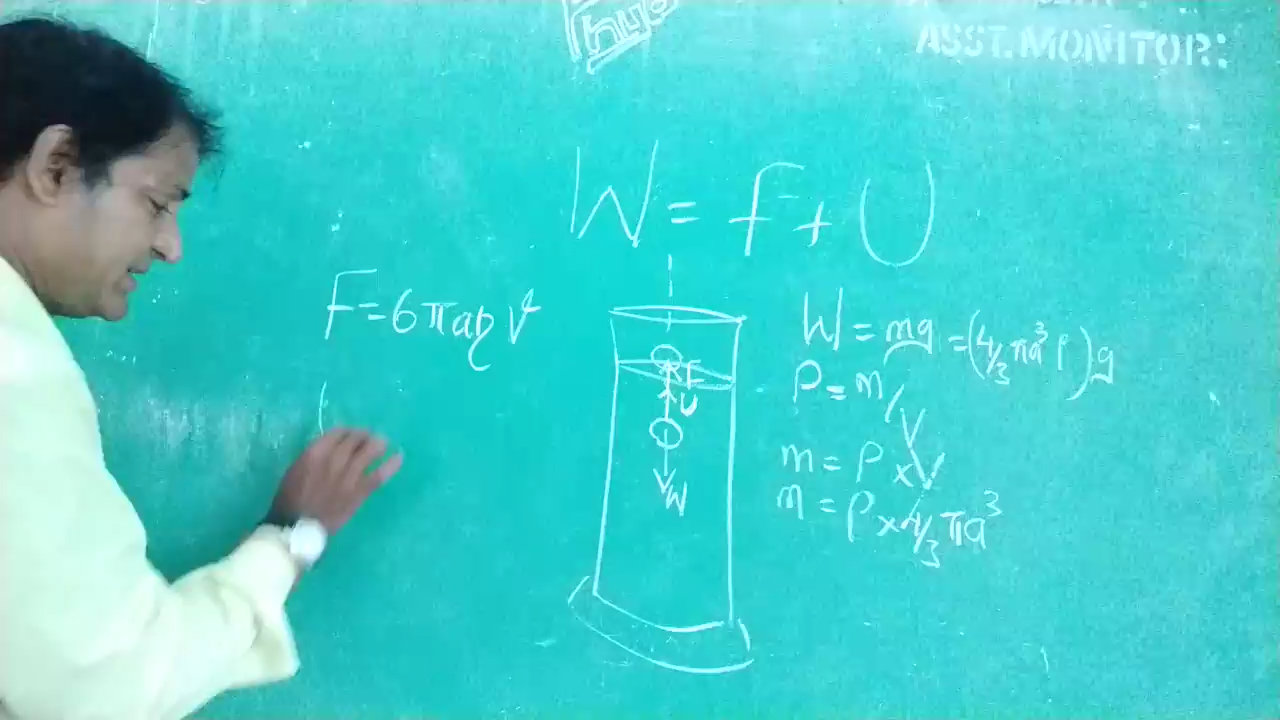 ASST. MONITOR:
W = F + U
F = 6πaηv
W = mg = (4/3 πa³ρ)g
ρ = m/V
m = ρ x V
m = ρ x 4/3 πa³
F
U
W